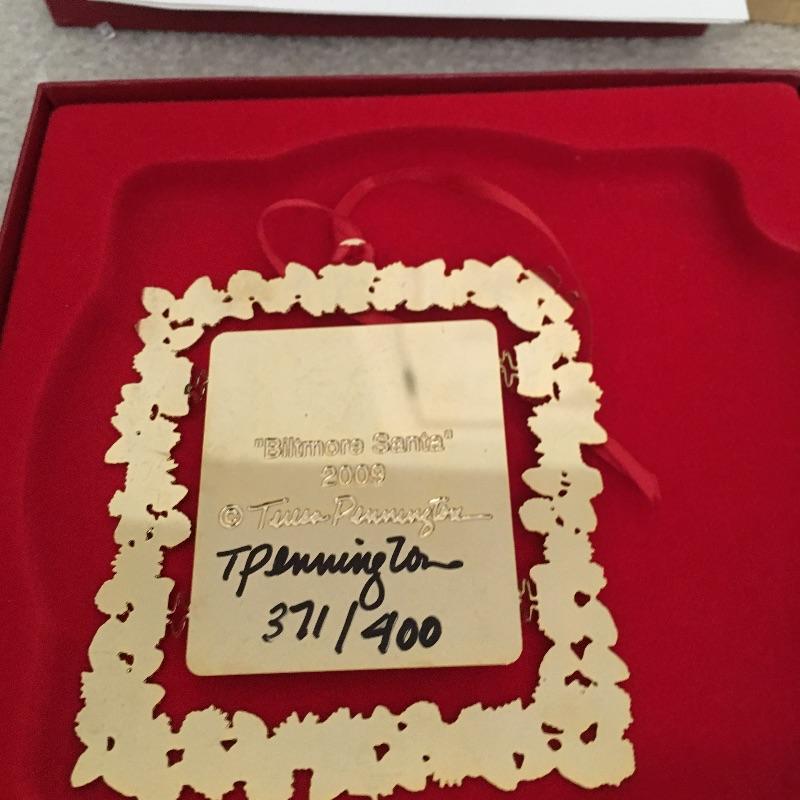 "Biltmore Santa"
2009
© Teresa Pennington
TPennington
371/400